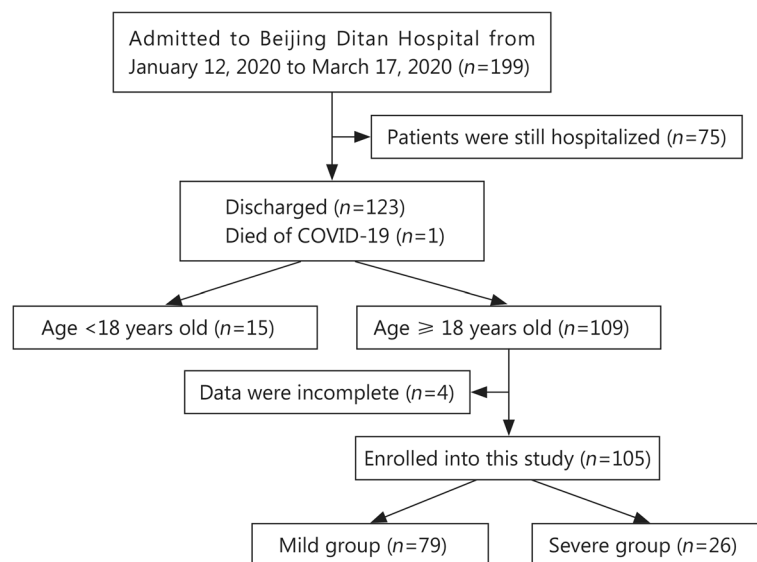 Admitted to Beijing Ditan Hospital from
January 12, 2020 to March 17, 2020 (n=199)
Patients were still hospitalized (n=75)
Discharged (n=123)
Died of COVID-19 (n=1)
Age <18 years old (n=15)
Age ⩾ 18 years old (n=109)
Data were incomplete (n=4)
Enrolled into this study (n=105)
Mild group (n=79)
Severe group (n=26)